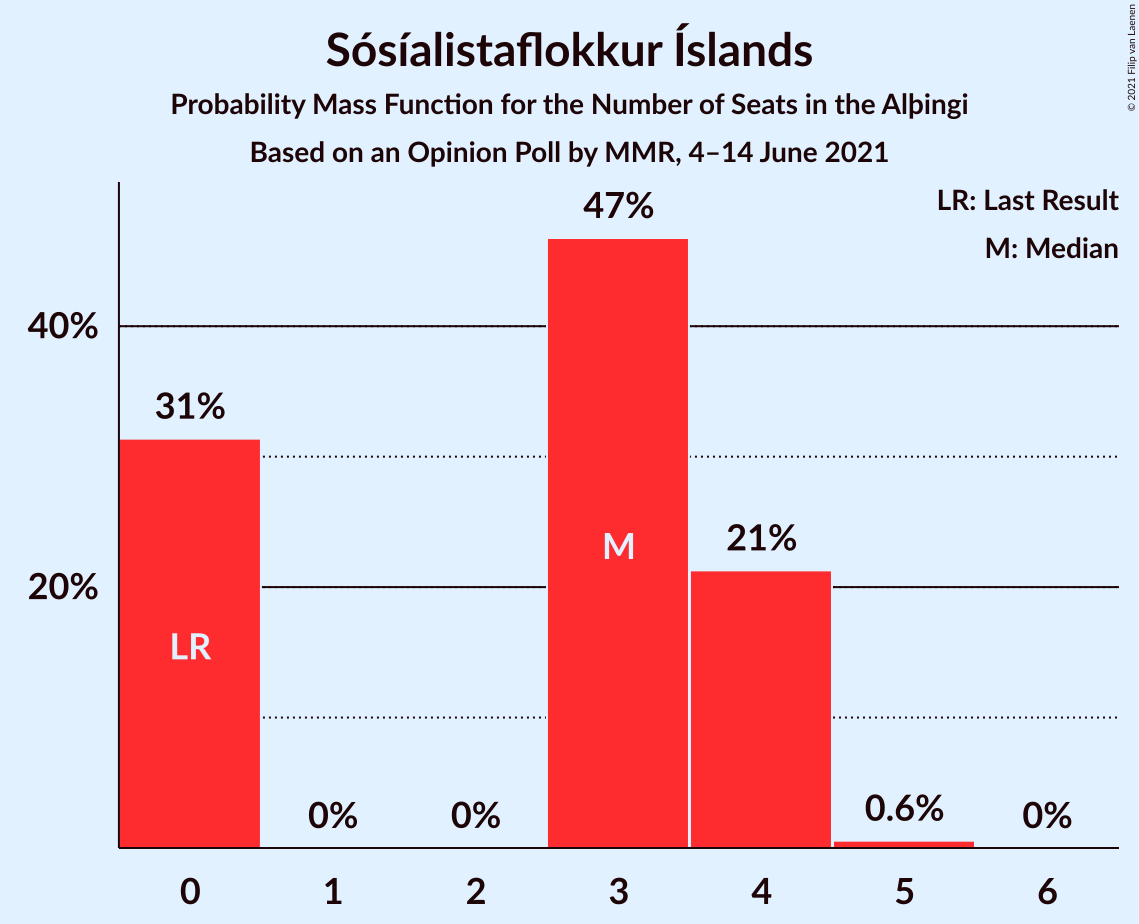 Sósíalistaflokkur Íslands
Probability Mass Function for the Number of Seats in the Alþingi
Based on an Opinion Poll by MMR, 4–14 June 2021
© 2021 Filip van Laenen
LR: Last Result
M: Median
47%
40%
31%
21%
M
20%
LR
0%
0%
0.6%
0%
0
1
2
3
4
5
6